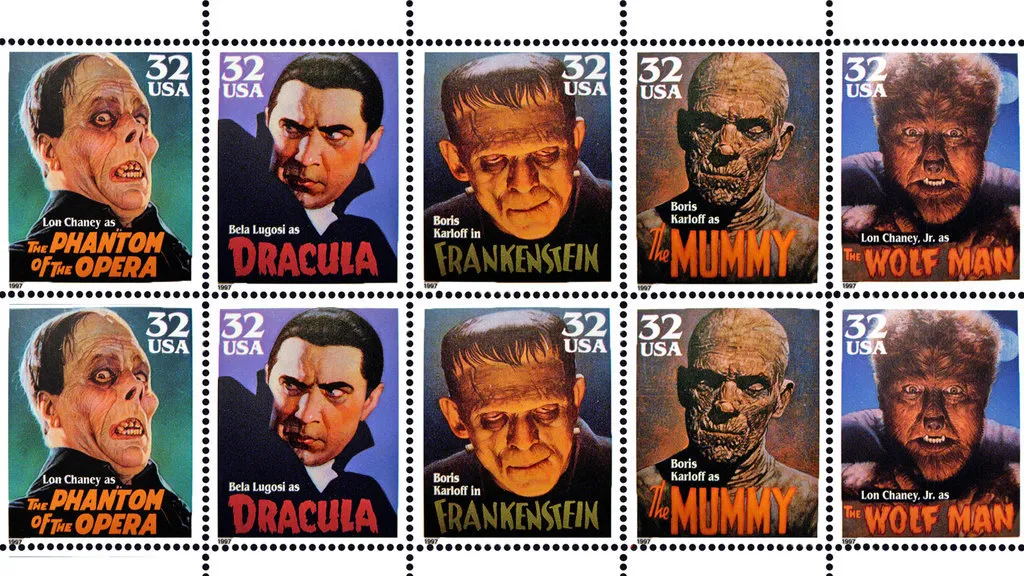 32
USA
Lon Chaney as
THE PHANTOM
OF THE OPERA
1997
32
USA
Bela Lugosi as
DRACULA
1997
32
USA
Boris
Karloff in
FRANKENSTEIN
1997
32
USA
Boris
Karloff as
The MUMMY
1997
32
USA
Lon Chaney, Jr. as
THE WOLF MAN
1997
32
USA
Lon Chaney as
THE PHANTOM
OF THE OPERA
1997
32
USA
Bela Lugosi as
DRACULA
1997
32
USA
Boris
Karloff in
FRANKENSTEIN
1997
32
USA
Boris
Karloff as
The MUMMY
1997
32
USA
Lon Chaney, Jr. as
THE WOLF MAN
1997